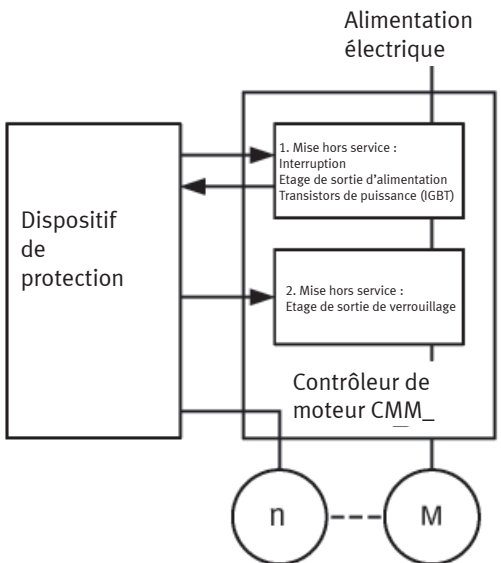 Alimentation
électrique
1. Mise hors service :
Interruption
Etage de sortie d'alimentation
Transistors de puissance (IGBT)
Dispositif
de
protection
2. Mise hors service :
Etage de sortie de verrouillage
Contrôleur de
moteur CMM_
n
M